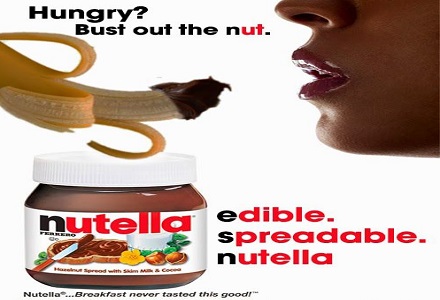 Hungry?
Bust out the nut.
nutella®
FERRERO
Hazelnut Spread with Skim Milk & Cocoa
edible.
spreadable.
nutella
Nutella®...Breakfast never tasted this good!™